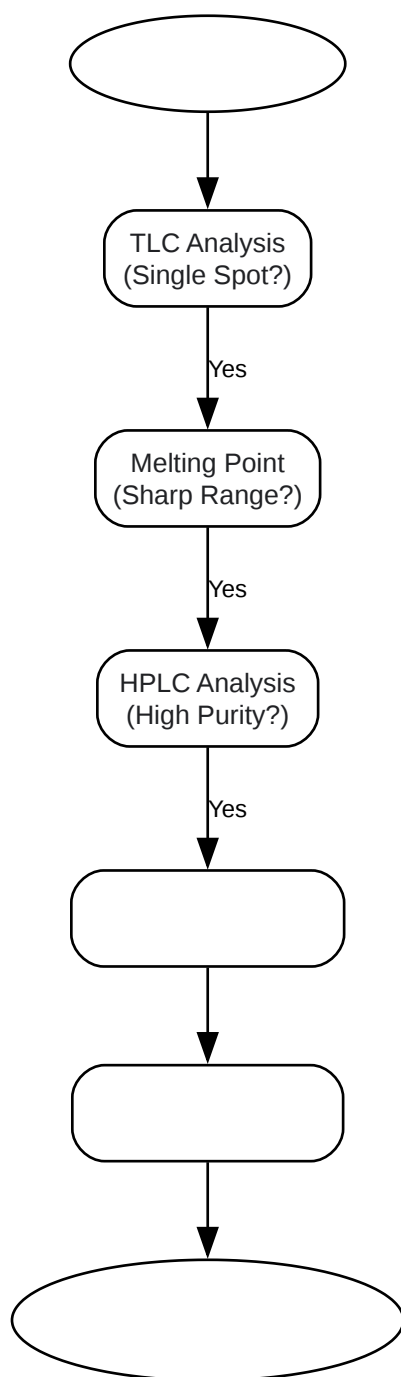 TLC Analysis
(Single Spot?)
Yes
Melting Point
(Sharp Range?)
Yes
HPLC Analysis
(High Purity?)
Yes